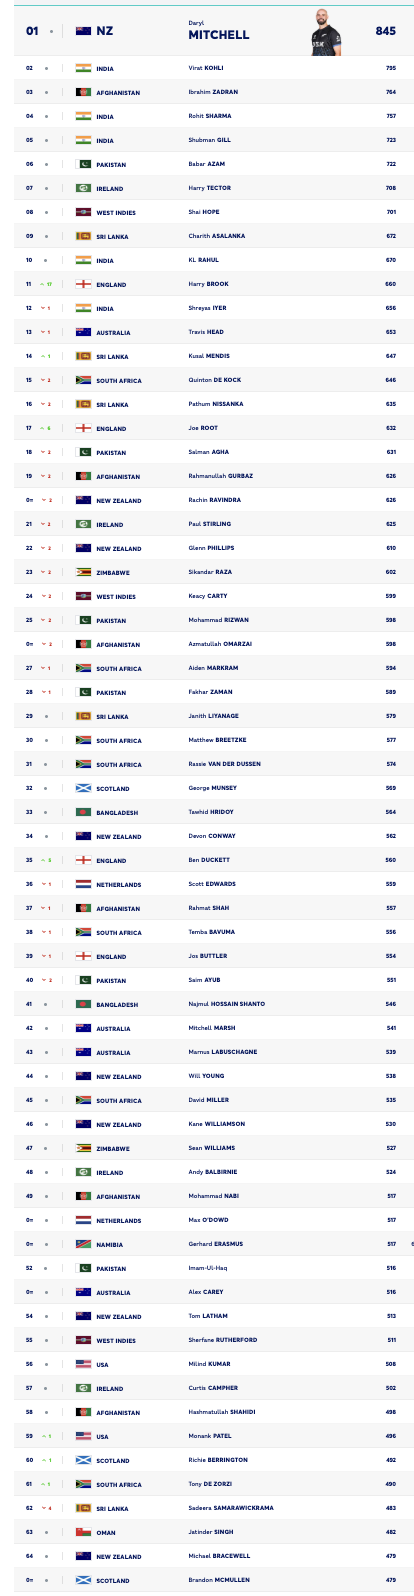 01 NZ Daryl MITCHELL 845
02 INDIA Virat KOHLI 795
03 AFGHANISTAN Ibrahim ZADRAN 764
04 INDIA Rohit SHARMA 757
05 INDIA Shubman GILL 723
06 PAKISTAN Babar AZAM 722
07 IRELAND Harry TECTOR 708
08 WEST INDIES Shai HOPE 701
09 SRI LANKA Charith ASALANKA 672
10 INDIA KL RAHUL 670
11 17 ENGLAND Harry BROOK 660
12 1 INDIA Shreyas IYER 656
13 1 AUSTRALIA Travis HEAD 653
14 1 SRI LANKA Kusal MENDIS 647
15 2 SOUTH AFRICA Quinton DE KOCK 646
16 2 SRI LANKA Pathum NISSANKA 635
17 6 ENGLAND Joe ROOT 632
18 2 PAKISTAN Salman AGHA 631
19 2 AFGHANISTAN Rahmanullah GURBAZ 626
0= 2 NEW ZEALAND Rachin RAVINDRA 626
21 2 IRELAND Paul STIRLING 625
22 2 NEW ZEALAND Glenn PHILLIPS 610
23 2 ZIMBABWE Sikandar RAZA 602
24 2 WEST INDIES Keacy CARTY 599
25 2 PAKISTAN Mohammad RIZWAN 598
0= 2 AFGHANISTAN Azmatullah OMARZAI 598
27 1 SOUTH AFRICA Aiden MARKRAM 594
28 1 PAKISTAN Fakhar ZAMAN 589
29 SRI LANKA Janith LIYANAGE 579
30 SOUTH AFRICA Matthew BREETZKE 577
31 SOUTH AFRICA Rassie VAN DER DUSSEN 574
32 SCOTLAND George MUNSEY 569
33 BANGLADESH Tawhid HRIDOY 564
34 NEW ZEALAND Devon CONWAY 562
35 5 ENGLAND Ben DUCKETT 560
36 1 NETHERLANDS Scott EDWARDS 559
37 1 AFGHANISTAN Rahmat SHAH 557
38 1 SOUTH AFRICA Temba BAVUMA 556
39 1 ENGLAND Jos BUTTLER 554
40 2 PAKISTAN Saim AYUB 551
41 BANGLADESH Najmul HOSSAIN SHANTO 546
42 AUSTRALIA Mitchell MARSH 541
43 AUSTRALIA Marnus LABUSCHAGNE 539
44 NEW ZEALAND Will YOUNG 538
45 SOUTH AFRICA David MILLER 535
46 NEW ZEALAND Kane WILLIAMSON 530
47 ZIMBABWE Sean WILLIAMS 527
48 IRELAND Andy BALBIRNIE 524
49 AFGHANISTAN Mohammad NABI 517
0= NETHERLANDS Max O'DOWD 517
0= NAMIBIA Gerhard ERASMUS 517
52 PAKISTAN Imam-Ul-Haq 516
0= AUSTRALIA Alex CAREY 516
54 NEW ZEALAND Tom LATHAM 513
55 WEST INDIES Sherfane RUTHERFORD 511
56 USA Milind KUMAR 508
57 IRELAND Curtis CAMPHER 502
58 AFGHANISTAN Hashmatullah SHAHIDI 498
59 1 USA Monank PATEL 496
60 1 SCOTLAND Richie BERRINGTON 492
61 SOUTH AFRICA Tony DE ZORZI 490
62 4 SRI LANKA Sadeera SAMARAWICKRAMA 483
63 OMAN Jatinder SINGH 482
64 NEW ZEALAND Michael BRACEWELL 479
0= SCOTLAND Brandon MCMULLEN 479